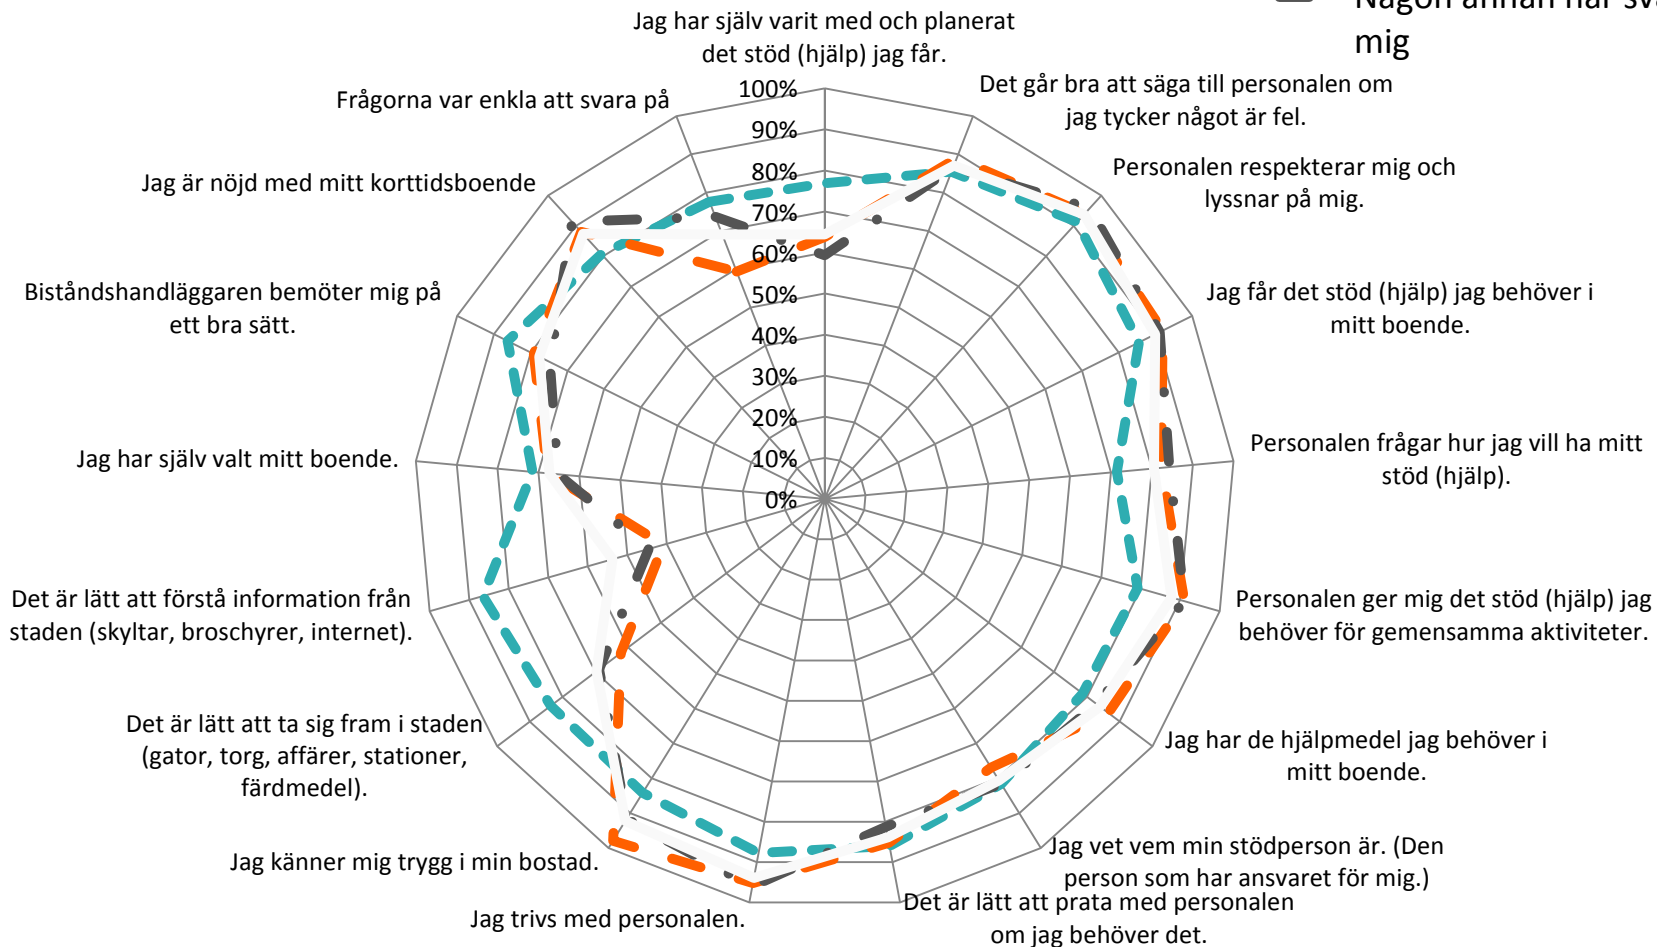 Någon annan har
mig
Jag har själv varit med och planerat
det stöd (hjälp) jag får.
Det går bra att säga till personalen om
jag tycker något är fel.
Personalen respekterar mig och
lyssnar på mig.
Jag får det stöd (hjälp) jag behöver i
mitt boende.
Personalen frågar hur jag vill ha mitt
stöd (hjälp).
Personalen ger mig det stöd (hjälp) jag
behöver för gemensamma aktiviteter.
Jag har de hjälpmedel jag behöver i
mitt boende.
Jag vet vem min stödperson är. (Den
person som har ansvaret för mig.)
Det är lätt att prata med personalen
om jag behöver det.
Jag trivs med personalen.
Jag känner mig trygg i min bostad.
Det är lätt att ta sig fram i staden
(gator, torg, affärer, stationer,
färdmedel).
Det är lätt att förstå information från
staden (skyltar, broschyrer, internet).
Jag har själv valt mitt boende.
Biståndshandläggaren bemöter mig på
ett bra sätt.
Jag är nöjd med mitt korttidsboende
Frågorna var enkla att svara på
100%
90%
80%
70%
60%
50%
40%
30%
20%
10%
0%